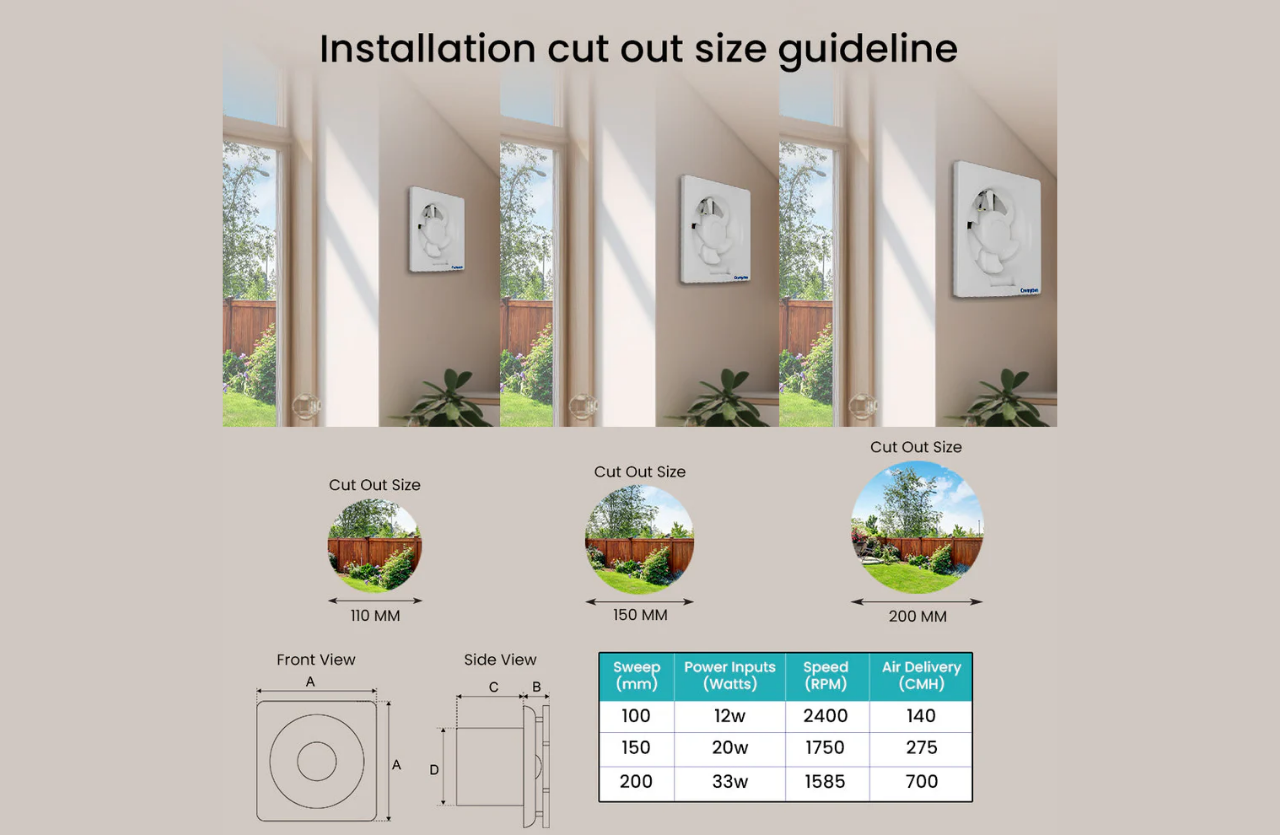 Installation cut out size guideline
Crompton
Crompton
Cut Out Size
110 MM
Cut Out Size
150 MM
Cut Out Size
200 MM
Front View
A
A
Side View
C B
D
Sweep (mm) Power Inputs (Watts) Speed (RPM) Air Delivery (CMH)
100 12w 2400 140
150 20w 1750 275
200 33w 1585 700